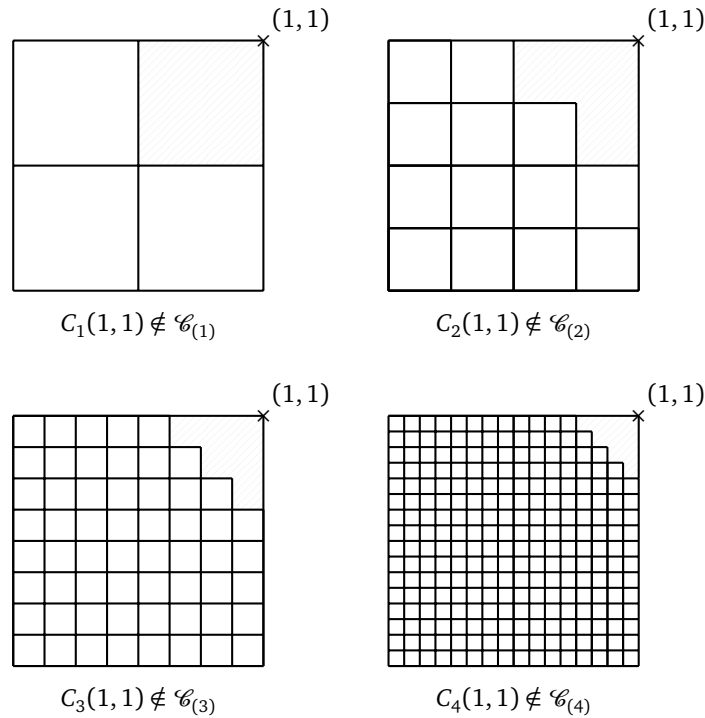 (1, 1) (1, 1)
C₁(1, 1) ∉ 𝒞₍₁₎ C₂(1, 1) ∉ 𝒞₍₂₎
(1, 1) (1, 1)
C₃(1, 1) ∉ 𝒞₍₃₎ C₄(1, 1) ∉ 𝒞₍₄₎